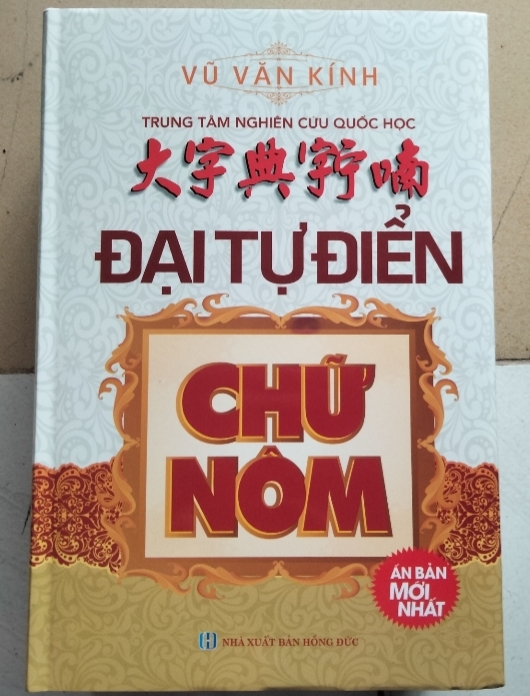 VŨ VĂN KÍNH
TRUNG TÂM NGHIÊN CỨU QUỐC HỌC
大字典𡨸喃
ĐẠI TỰ ĐIỂN
CHỮ
NÔM
ẤN BẢN
MỚI
NHẤT
NHÀ XUẤT BẢN HỒNG ĐỨC